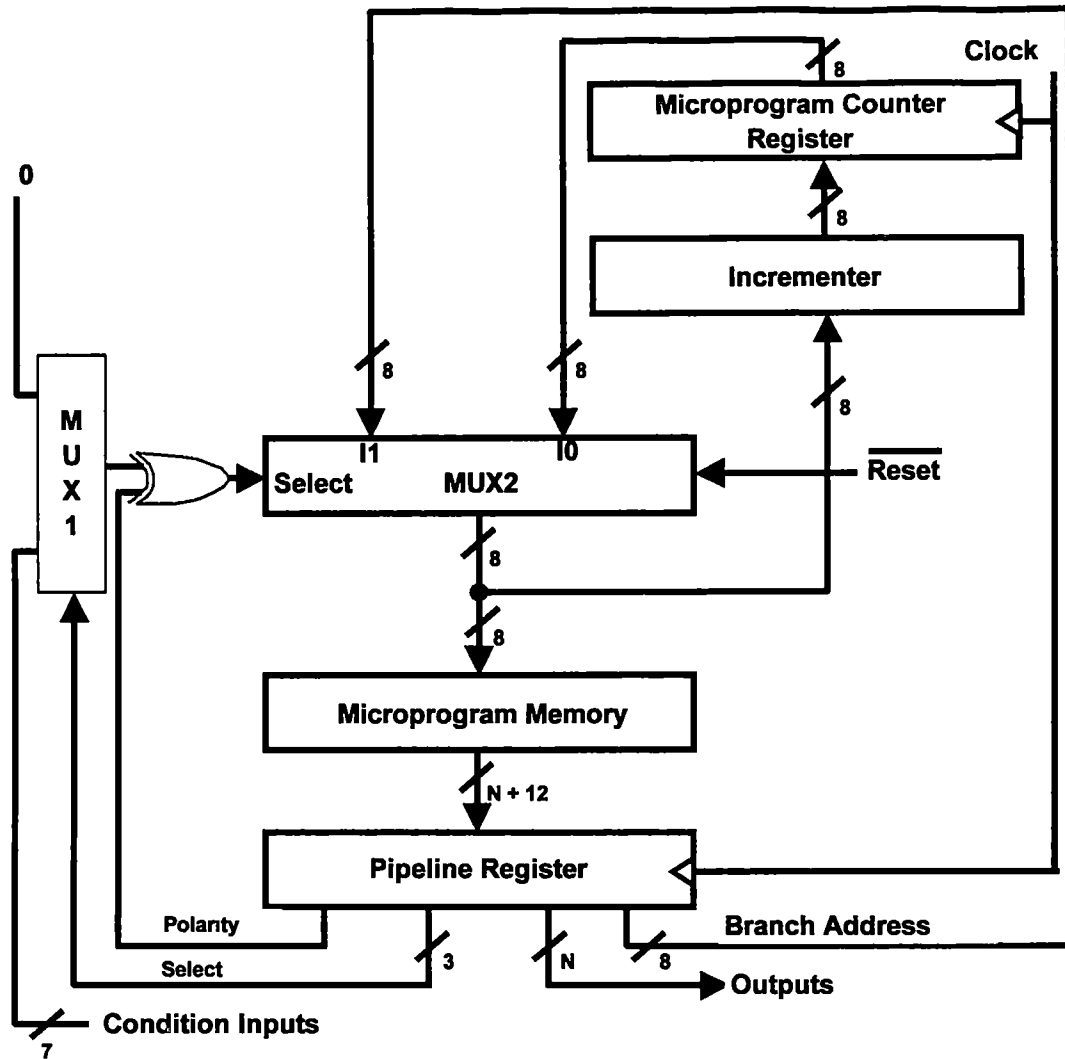 Clock
8
Microprogram Counter
Register
0
8
Incrementer
8
8
8
M
U
X
1
I1
I0
Select
MUX2
Reset
8
8
Microprogram Memory
N + 12
Pipeline Register
Polarity
Branch Address
Select
3
N
8
Outputs
Condition Inputs
7